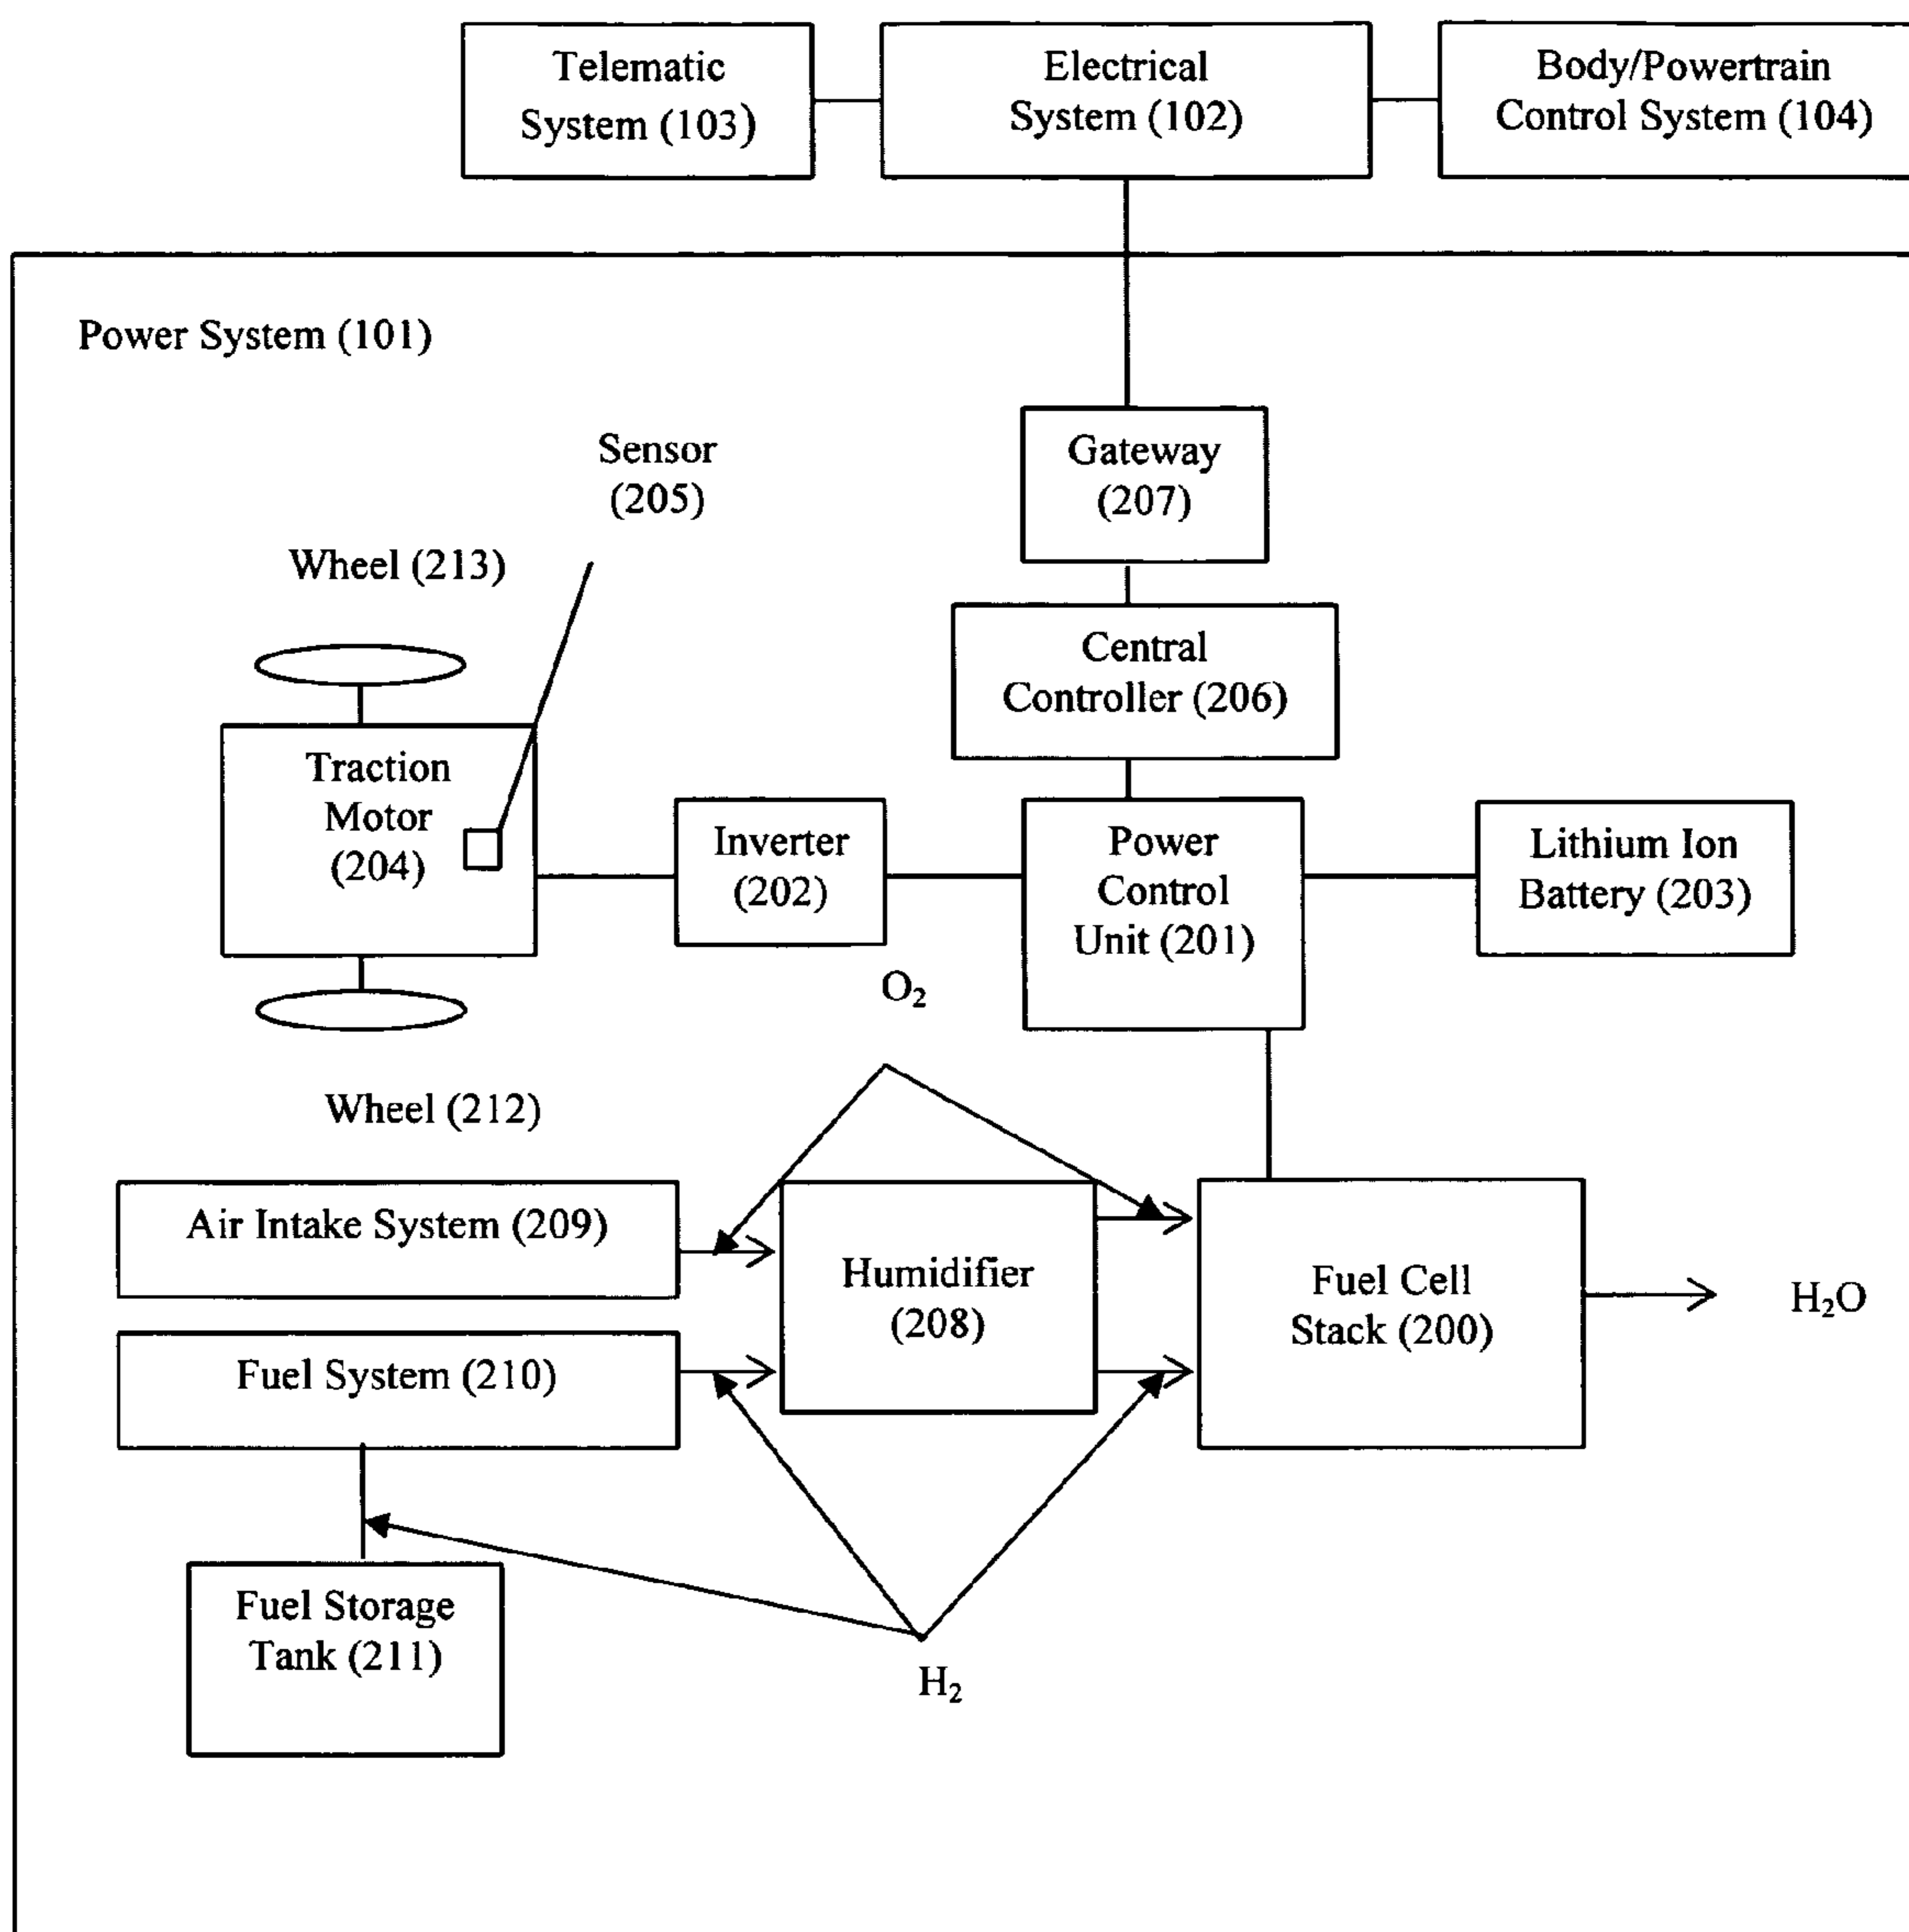 Telematic
System (103)
Electrical
System (102)
Body/Powertrain
Control System (104)
Power System (101)
Sensor
(205)
Gateway
(207)
Wheel (213)
Central
Controller (206)
Traction
Motor
(204)
Inverter
(202)
Power
Control
Unit (201)
Lithium Ion
Battery (203)
O₂
Wheel (212)
Air Intake System (209)
Humidifier
(208)
Fuel Cell
Stack (200)
H₂O
Fuel System (210)
Fuel Storage
Tank (211)
H₂